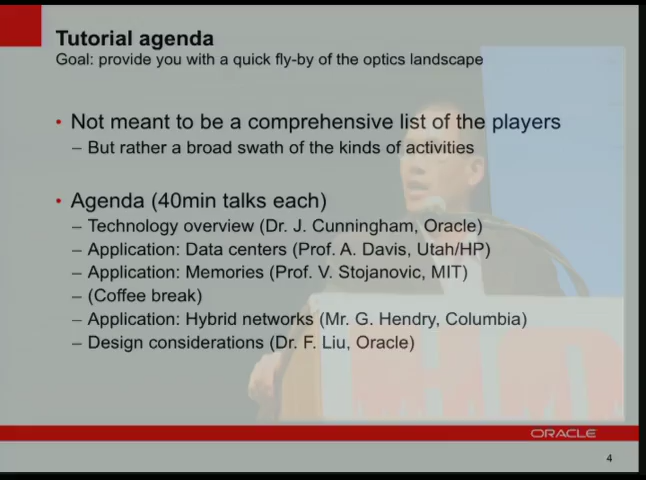 Tutorial agenda
Goal: provide you with a quick fly-by of the optics landscape
• Not meant to be a comprehensive list of the players
– But rather a broad swath of the kinds of activities
• Agenda (40min talks each)
– Technology overview (Dr. J. Cunningham, Oracle)
– Application: Data centers (Prof. A. Davis, Utah/HP)
– Application: Memories (Prof. V. Stojanovic, MIT)
– (Coffee break)
– Application: Hybrid networks (Mr. G. Hendry, Columbia)
– Design considerations (Dr. F. Liu, Oracle)
ORACLE
4